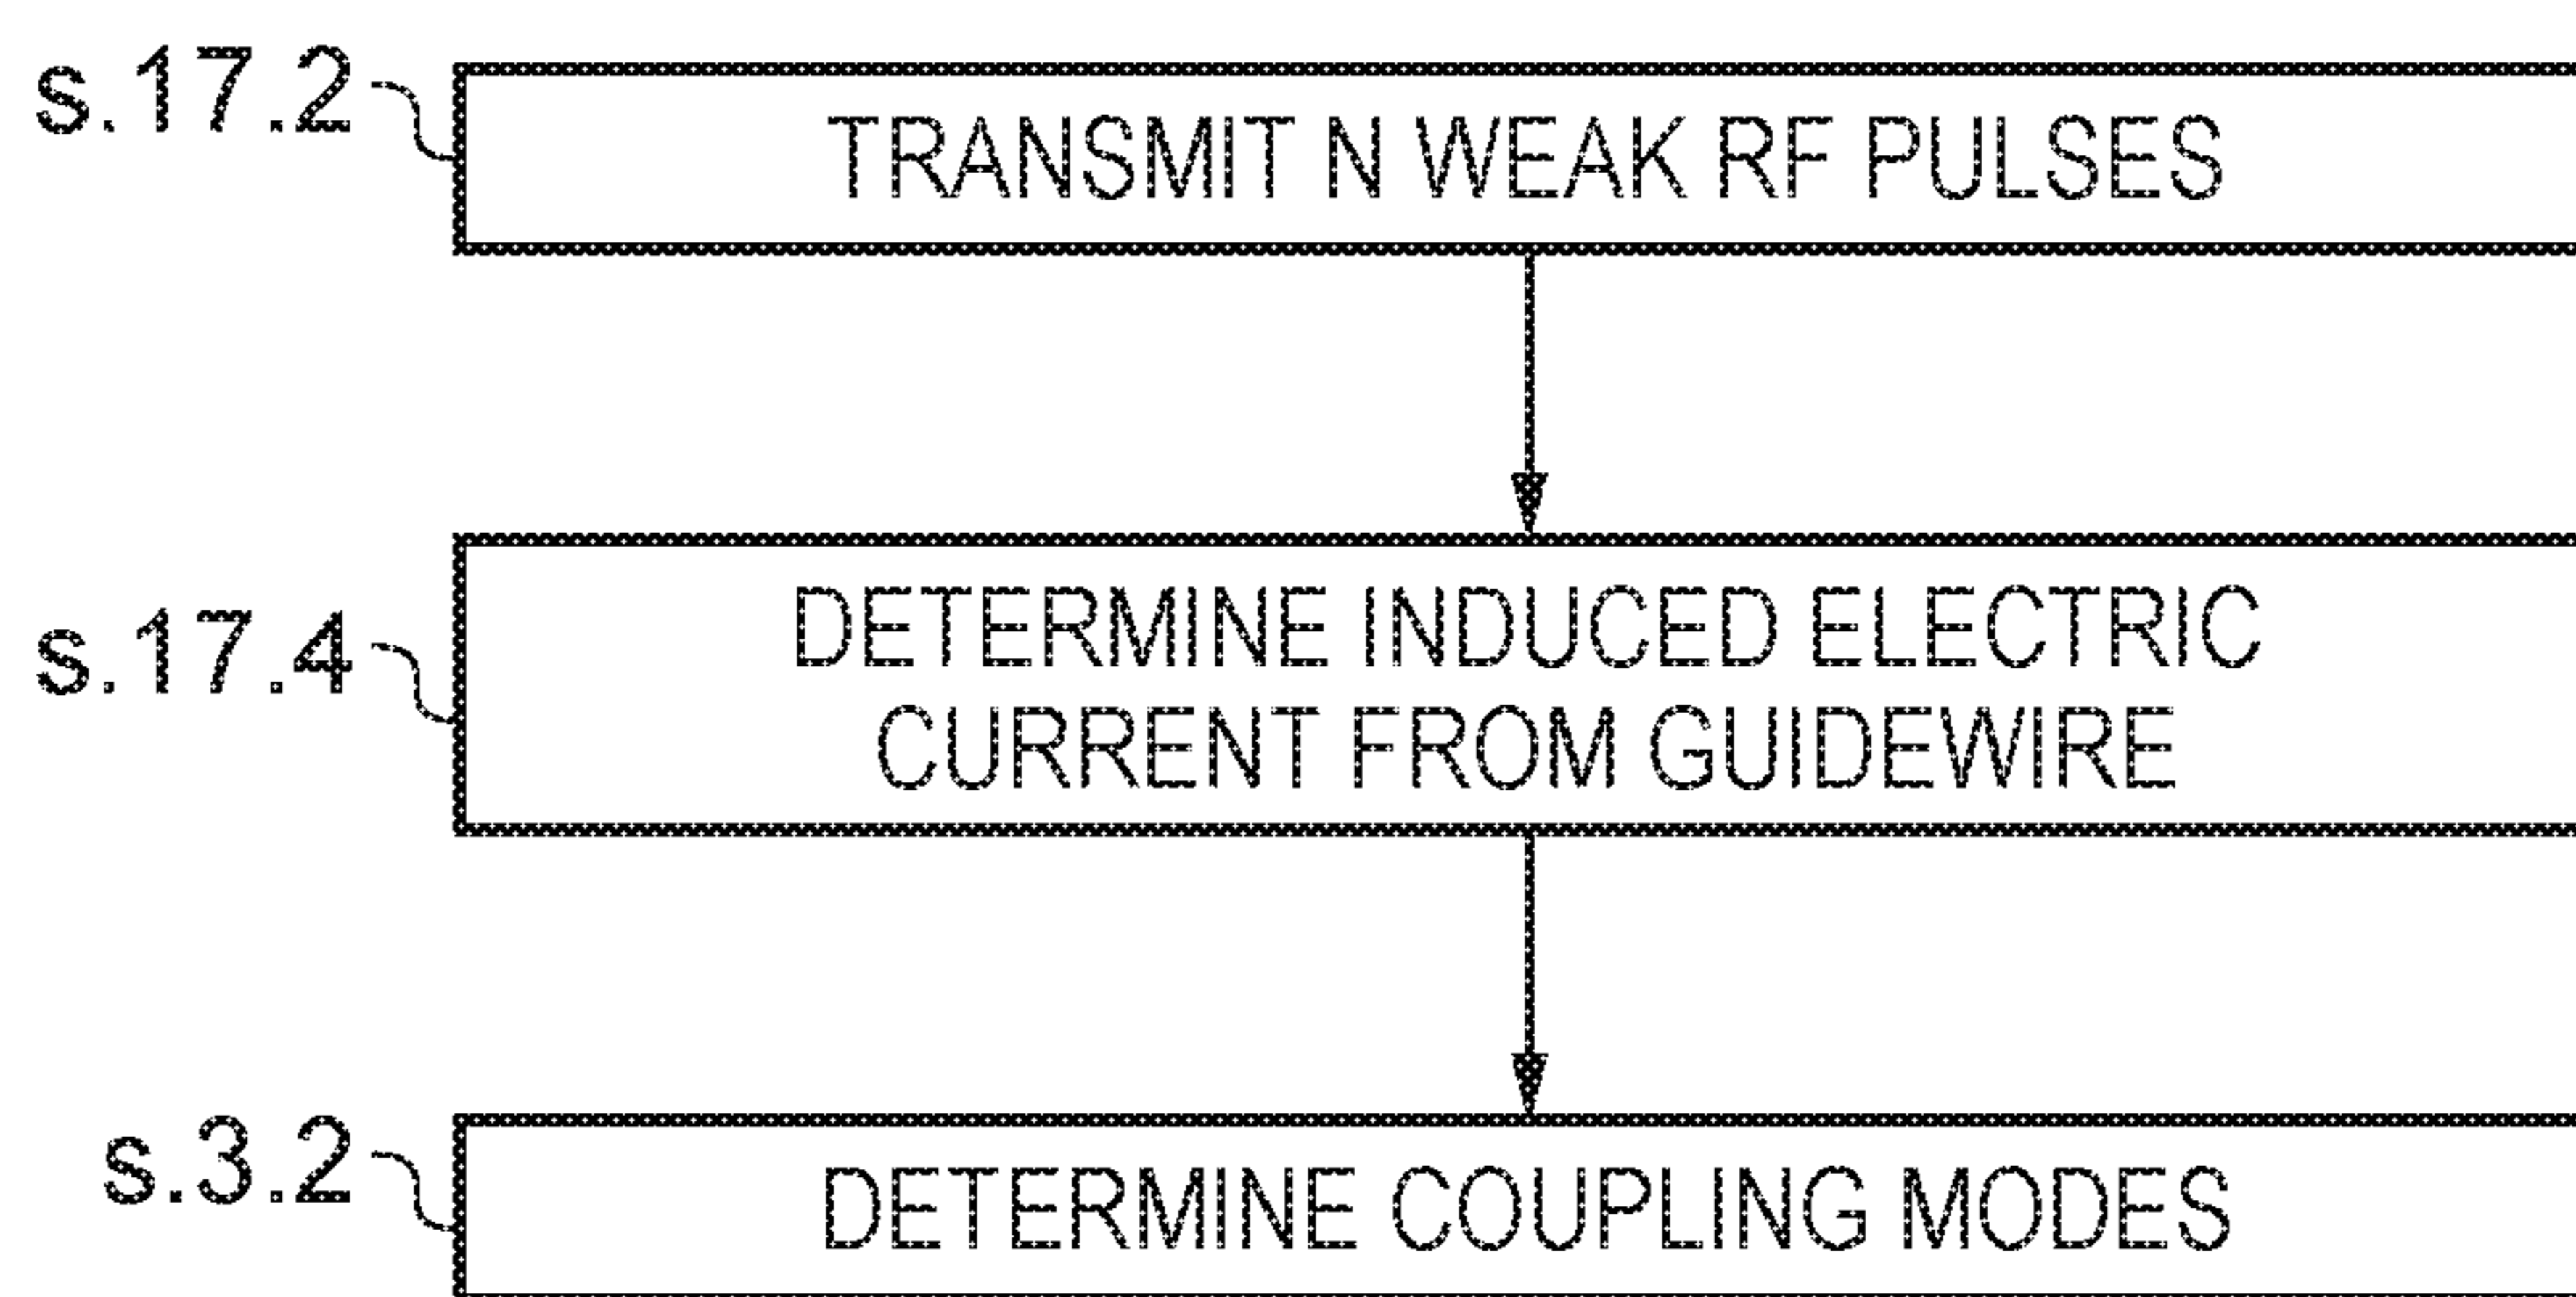 s.17.2
TRANSMIT N WEAK RF PULSES
s.17.4
DETERMINE INDUCED ELECTRIC
CURRENT FROM GUIDEWIRE
s.3.2
DETERMINE COUPLING MODES